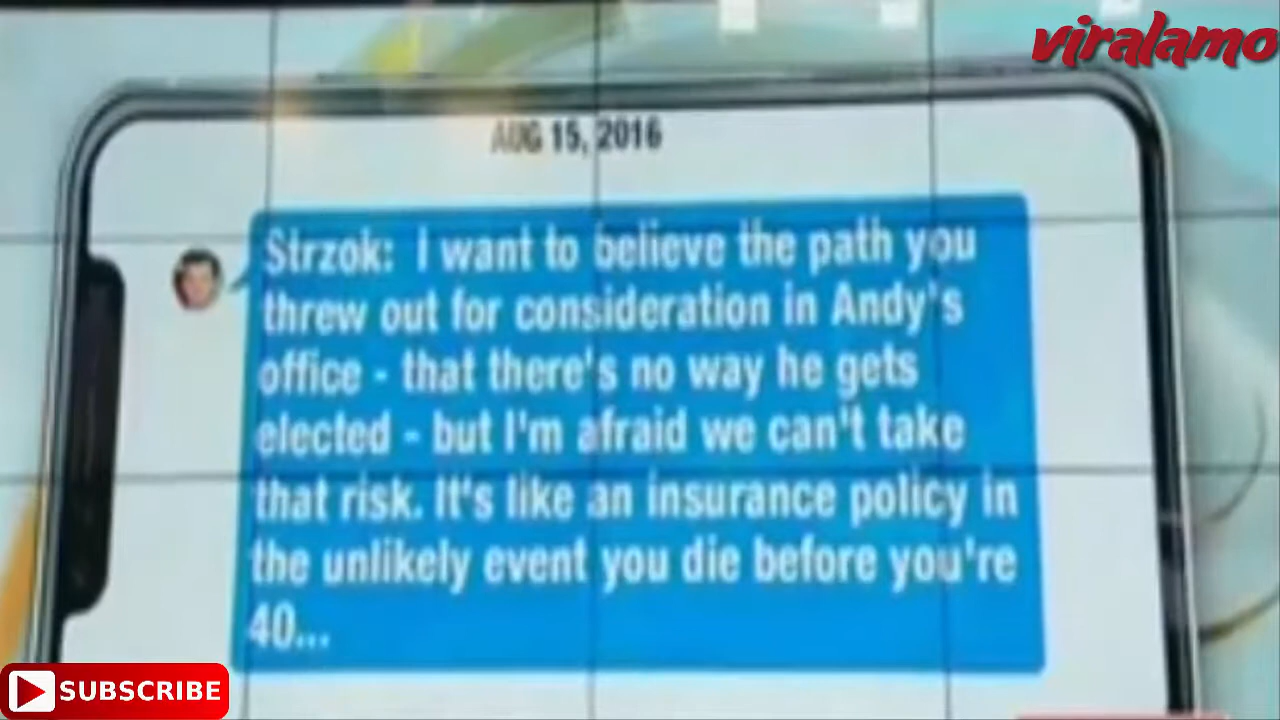 viralamo
AUG 15, 2016
Strzok: I want to believe the path you
threw out for consideration in Andy's
office - that there's no way he gets
elected - but I'm afraid we can't take
that risk. It's like an insurance policy in
the unlikely event you die before you're
40...
SUBSCRIBE